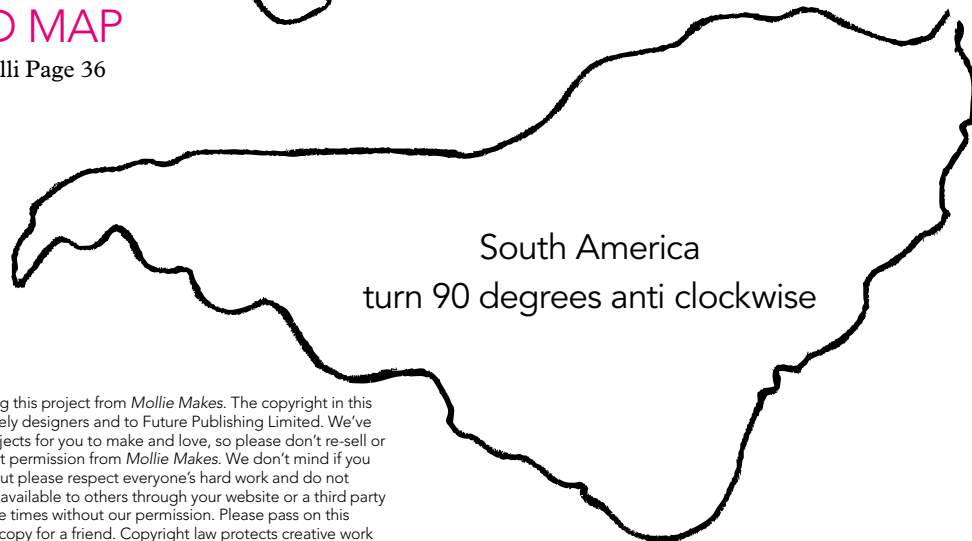 MAP
lli Page 36
South America
turn 90 degrees anti clockwise
g this project from Mollie Makes. The copyright in this
ely designers and to Future Publishing Limited. We've
jects for you to make and love, so please don't re-sell or
t permission from Mollie Makes. We don't mind if you
ut please respect everyone's hard work and do not
available to others through your website or a third party
e times without our permission. Please pass on this
copy for a friend. Copyright law protects creative work